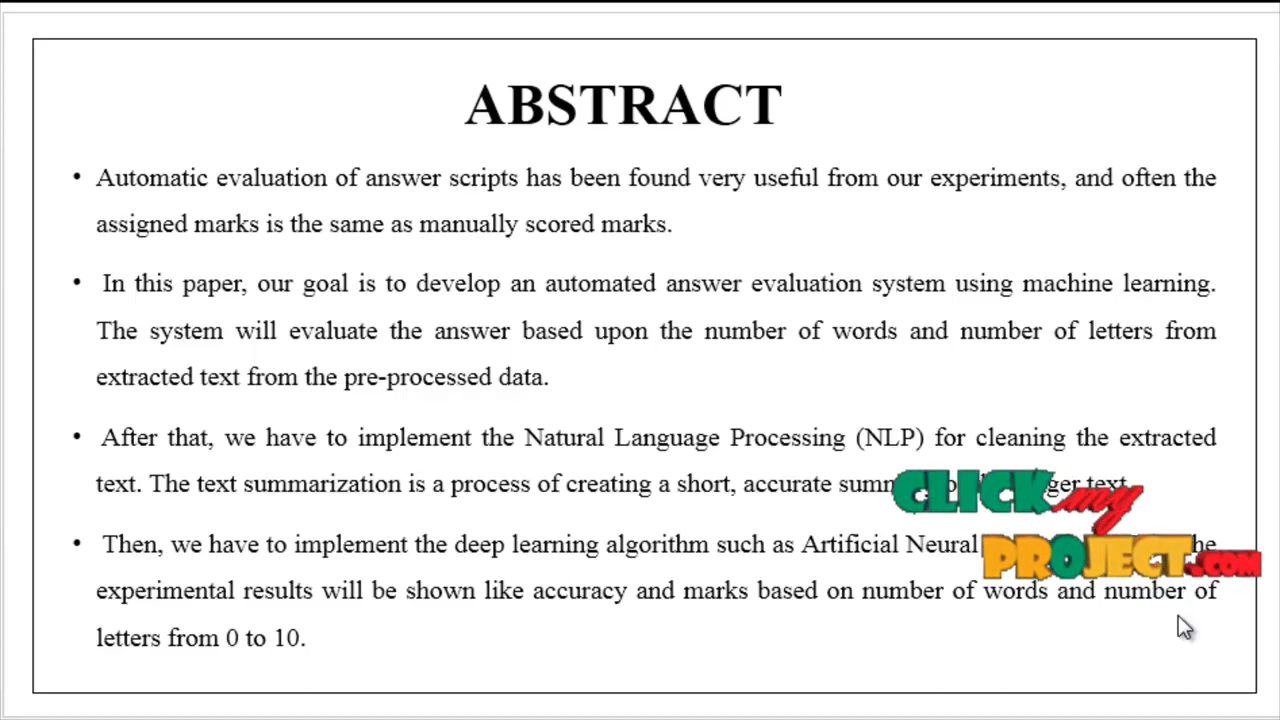 ABSTRACT
• Automatic evaluation of answer scripts has been found very useful from our experiments, and often the
assigned marks is the same as manually scored marks.
• In this paper, our goal is to develop an automated answer evaluation system using machine learning.
The system will evaluate the answer based upon the number of words and number of letters from
extracted text from the pre-processed data.
• After that, we have to implement the Natural Language Processing (NLP) for cleaning the extracted
text. The text summarization is a process of creating a short, accurate text.
CLICK my
• Then, we have to implement the deep learning algorithm such as Artificial Neural
PROJECT.COM
experimental results will be shown like accuracy and marks based on number of words and number of
letters from 0 to 10.